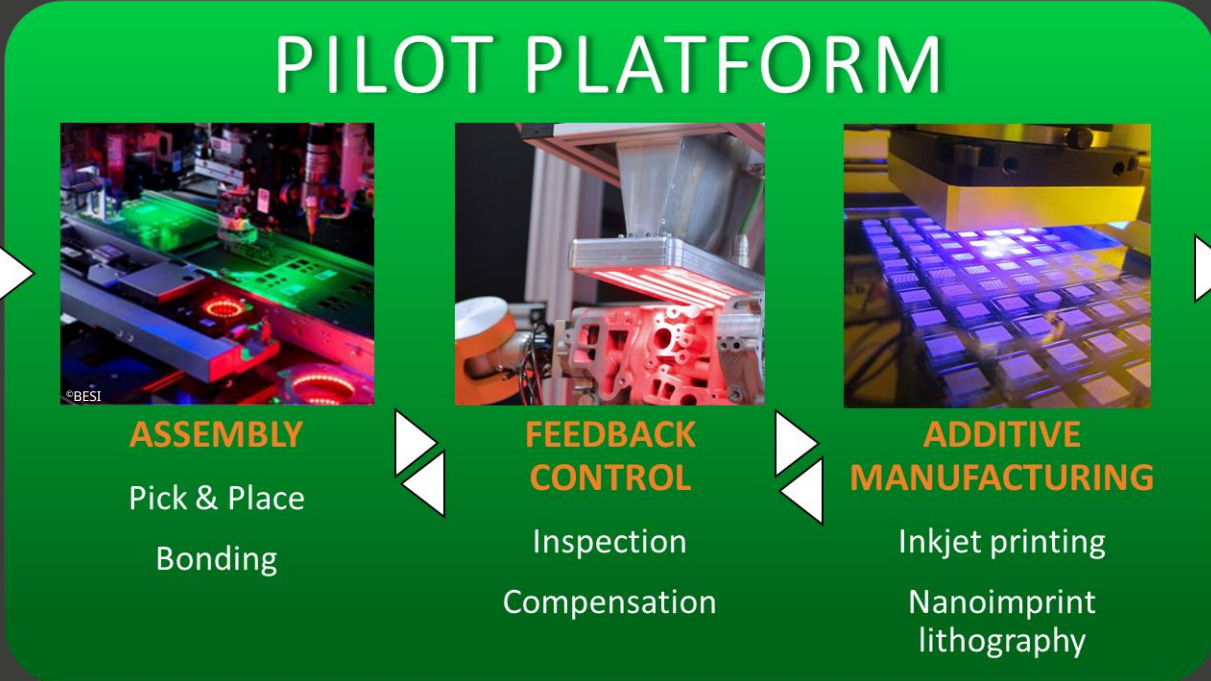 PILOT PLATFORM
©BESI
ASSEMBLY
Pick & Place
Bonding
FEEDBACK
CONTROL
Inspection
Compensation
ADDITIVE
MANUFACTURING
Inkjet printing
Nanoimprint
lithography